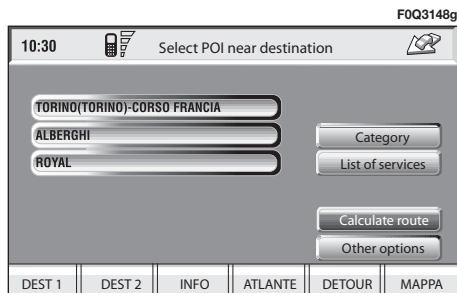 F0Q3148g
10:30 Select POI near destination
TORINO(TORINO)-CORSO FRANCIA
ALBERGHI
ROYAL
Category
List of services
Calculate route
Other options
DEST 1 DEST 2 INFO ATLANTE DETOUR MAPPA